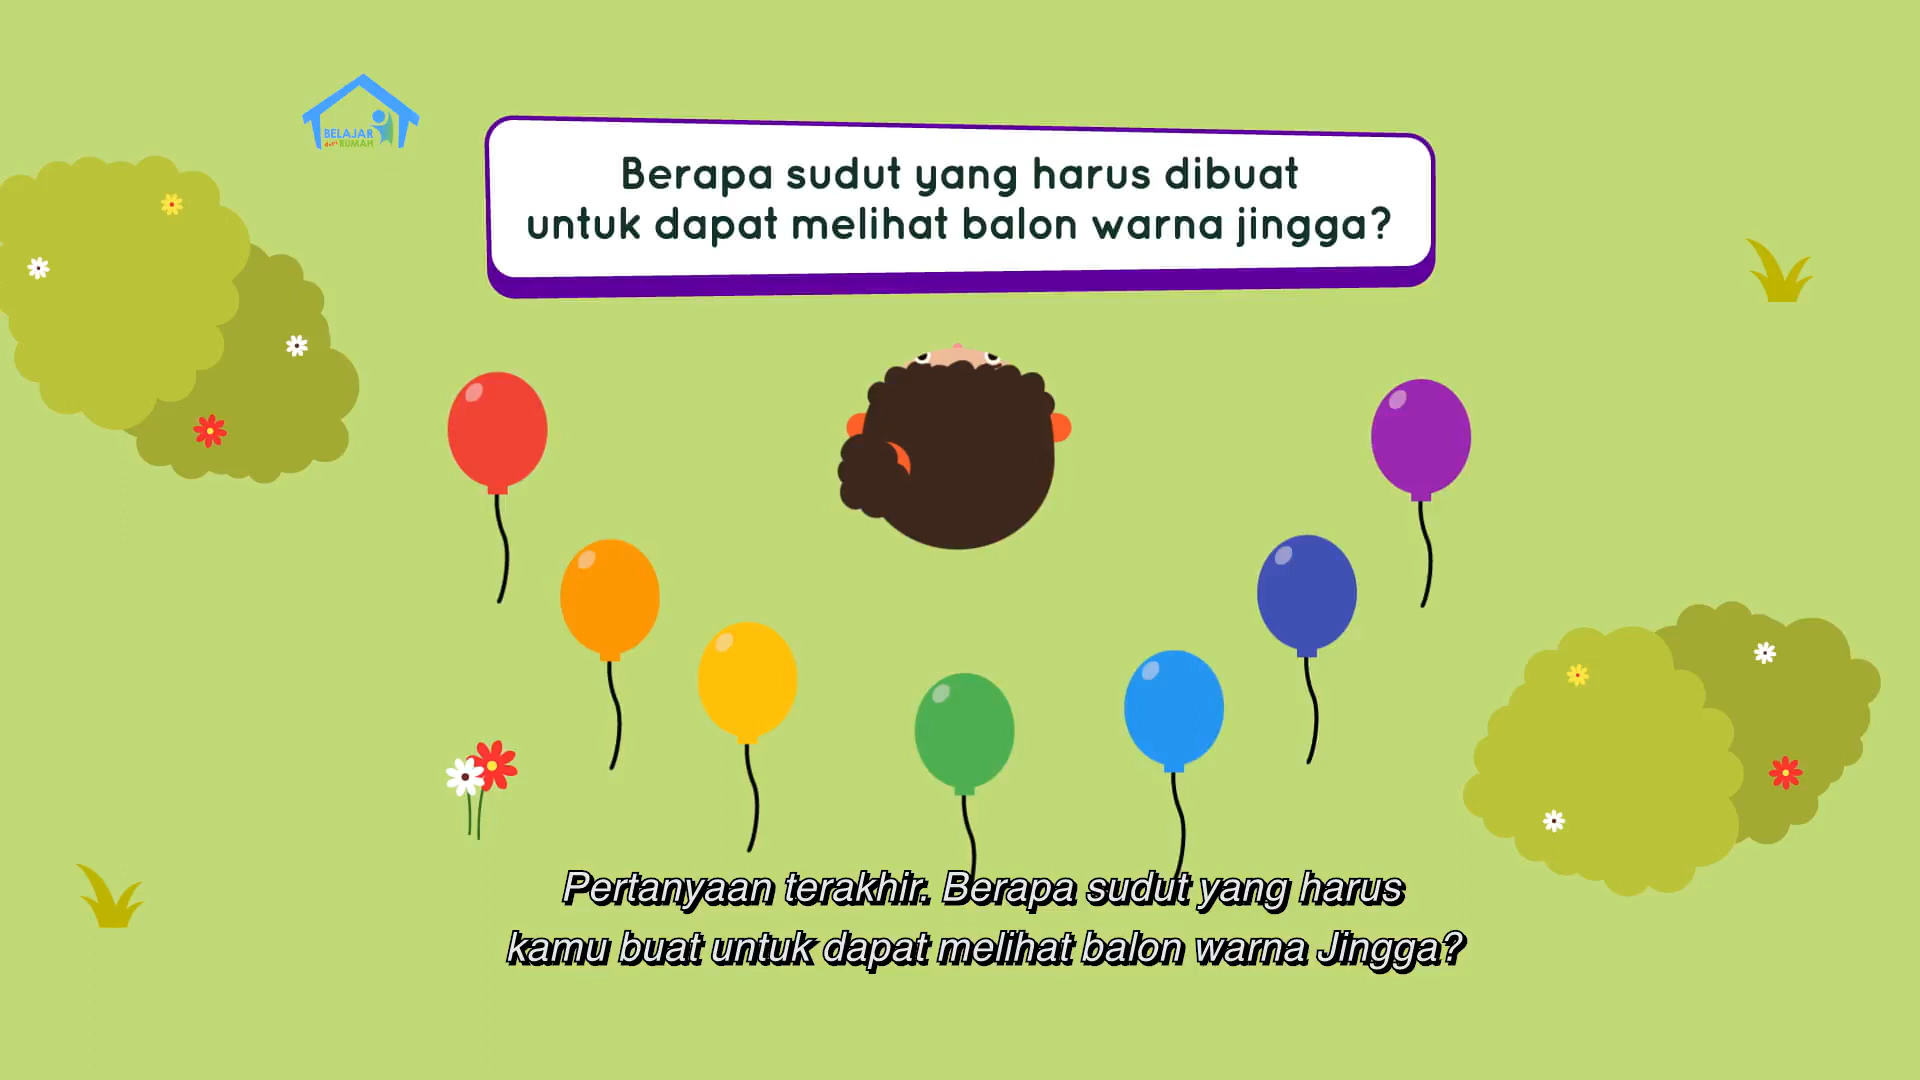 BELAJAR
dari RUMAH
Berapa sudut yang harus dibuat
untuk dapat melihat balon warna jingga?
Pertanyaan terakhir. Berapa sudut yang harus
kamu buat untuk dapat melihat balon warna Jingga?